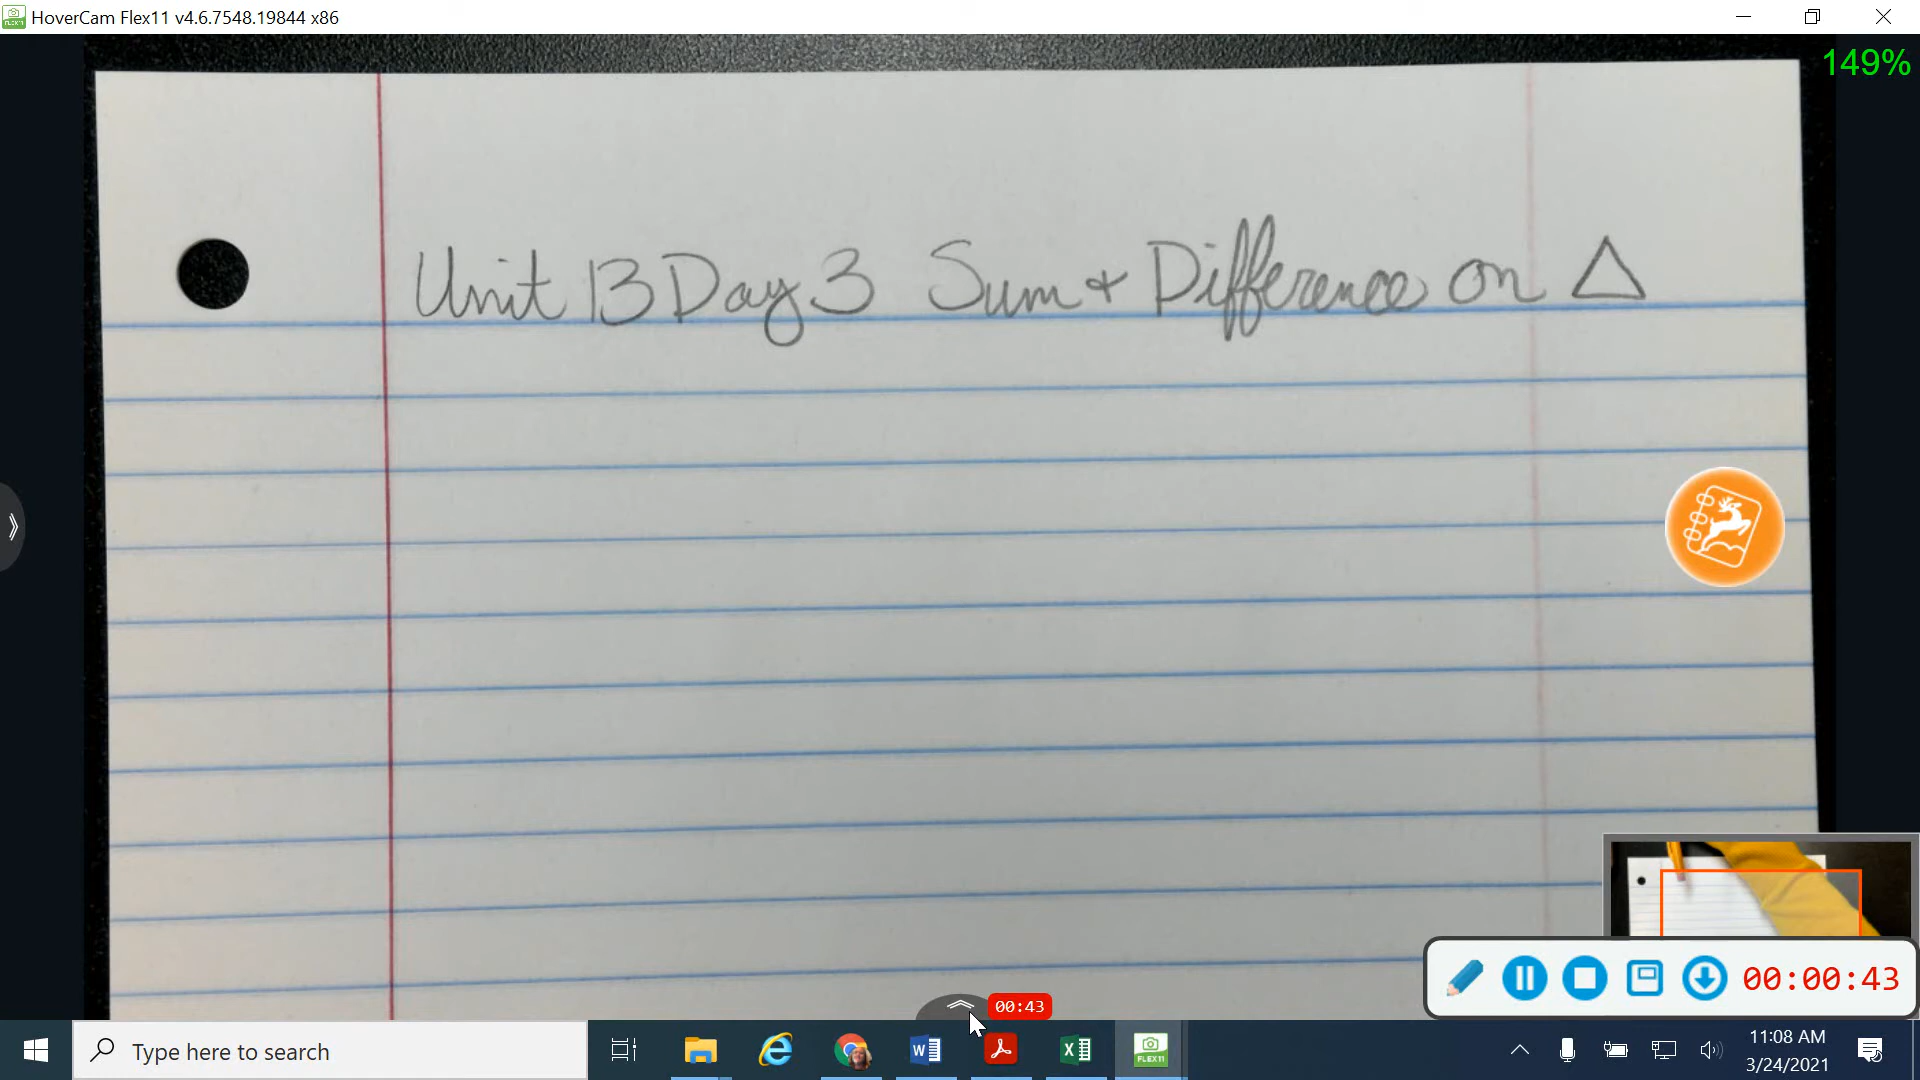 HoverCam Flex11 v4.6.7548.19844 x86
149%
Unit 13 Day 3 Sum + Difference on △
00:00:43
00:43
Type here to search
FLEX11
11:08 AM
3/24/2021